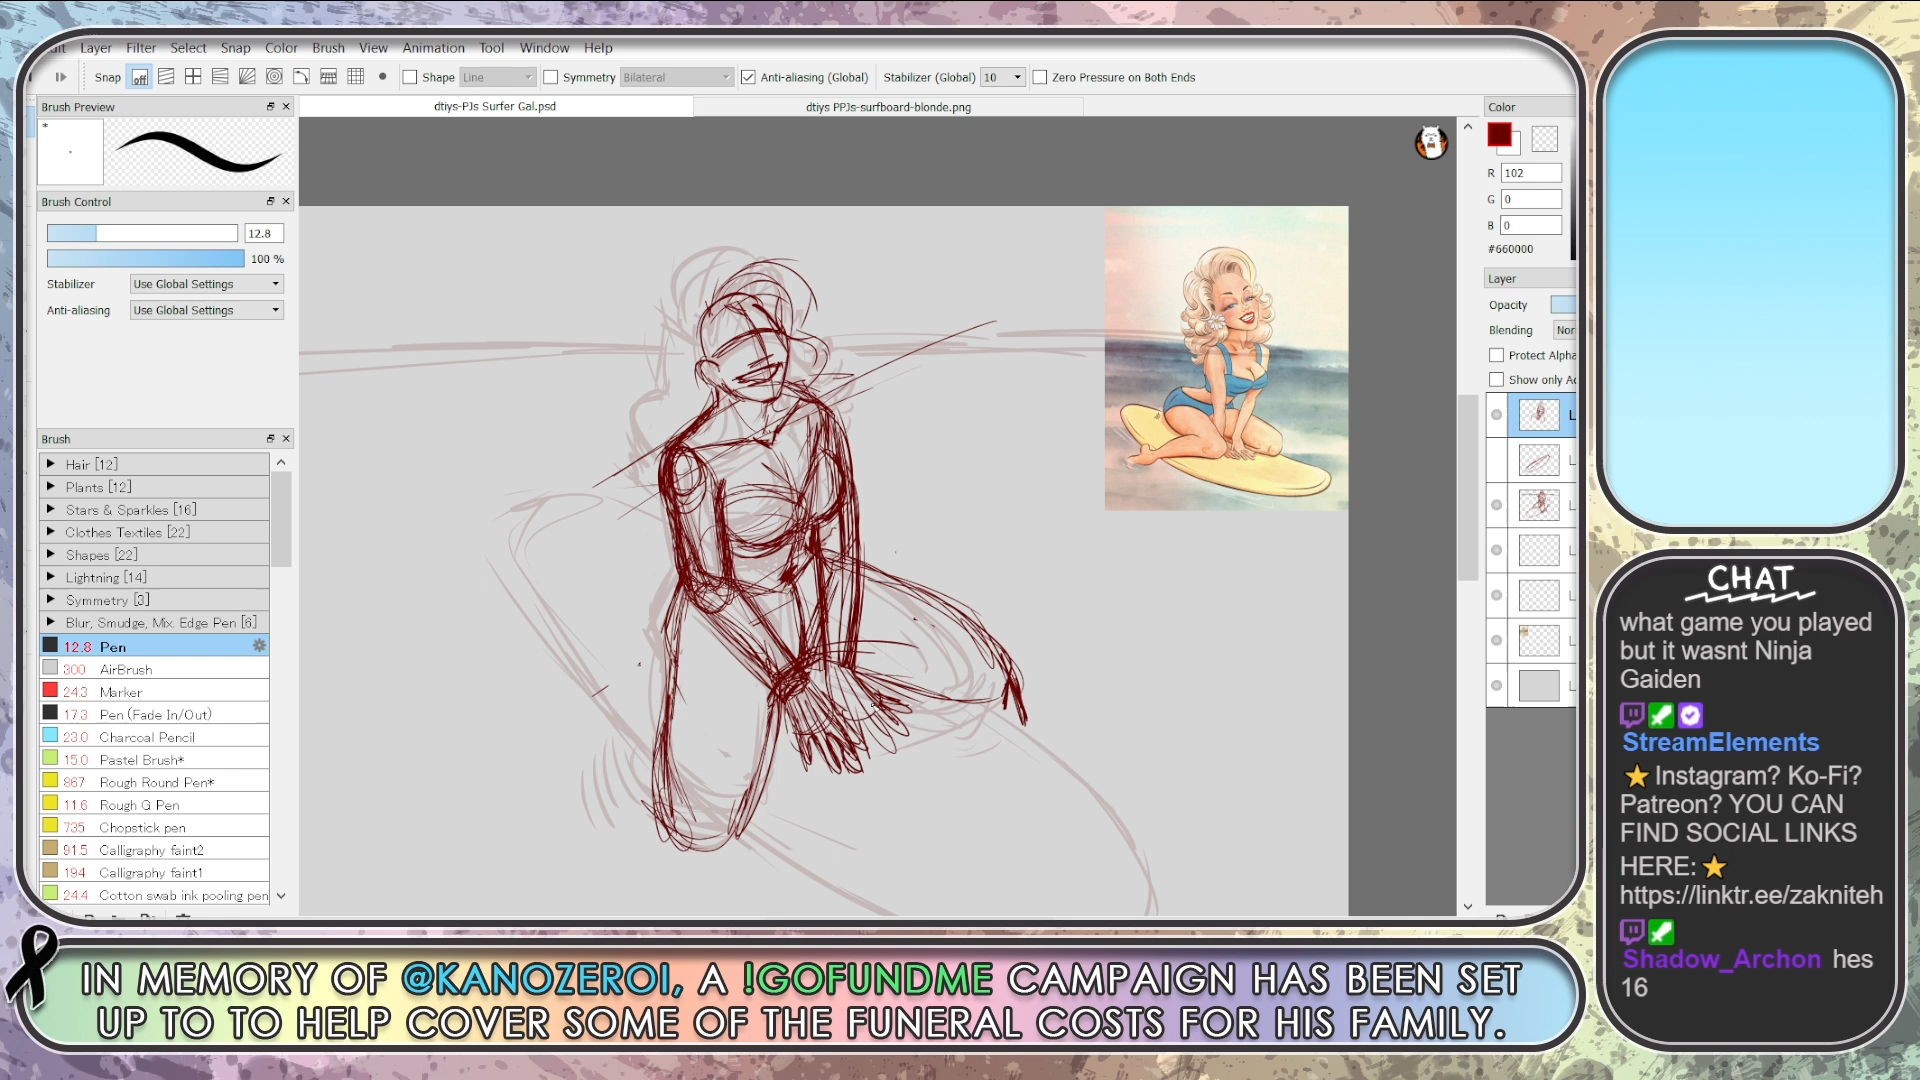 Layer Filter Select Snap Color Brush View Animation Tool Window Help
Snap off Shape Line Symmetry Bilateral Anti-aliasing (Global) Stabilizer (Global) 10 Zero Pressure on Both Ends
Brush Preview
dtiys-PJs Surfer Gal.psd
dtiys PPJs-surfboard-blonde.png
*
Brush Control
12.8
100 %
Stabilizer Use Global Settings
Anti-aliasing Use Global Settings
Brush
Hair [12]
Plants [12]
Stars & Sparkles [16]
Clothes Textiles [22]
Shapes [22]
Lightning [14]
Symmetry [3]
Blur, Smudge, Mix. Edge Pen [6]
12.8 Pen
300 AirBrush
24.3 Marker
17.3 Pen (Fade In/Out)
23.0 Charcoal Pencil
15.0 Pastel Brush*
867 Rough Round Pen*
11.6 Rough G Pen
735 Chopstick pen
91.5 Calligraphy faint2
194 Calligraphy faint1
24.4 Cotton swab ink pooling pen
Color
R 102
G 0
B 0
#660000
Layer
Opacity
Blending Nor
Protect Alpha
Show only
CHAT
what game you played
but it wasnt Ninja
Gaiden
StreamElements
Instagram? Ko-Fi?
Patreon? YOU CAN
FIND SOCIAL LINKS
HERE:
https://linktr.ee/zakniteh
Shadow_Archon hes
16
IN MEMORY OF @KANOZEROI, A !GOFUNDME CAMPAIGN HAS BEEN SET
UP TO TO HELP COVER SOME OF THE FUNERAL COSTS FOR HIS FAMILY.